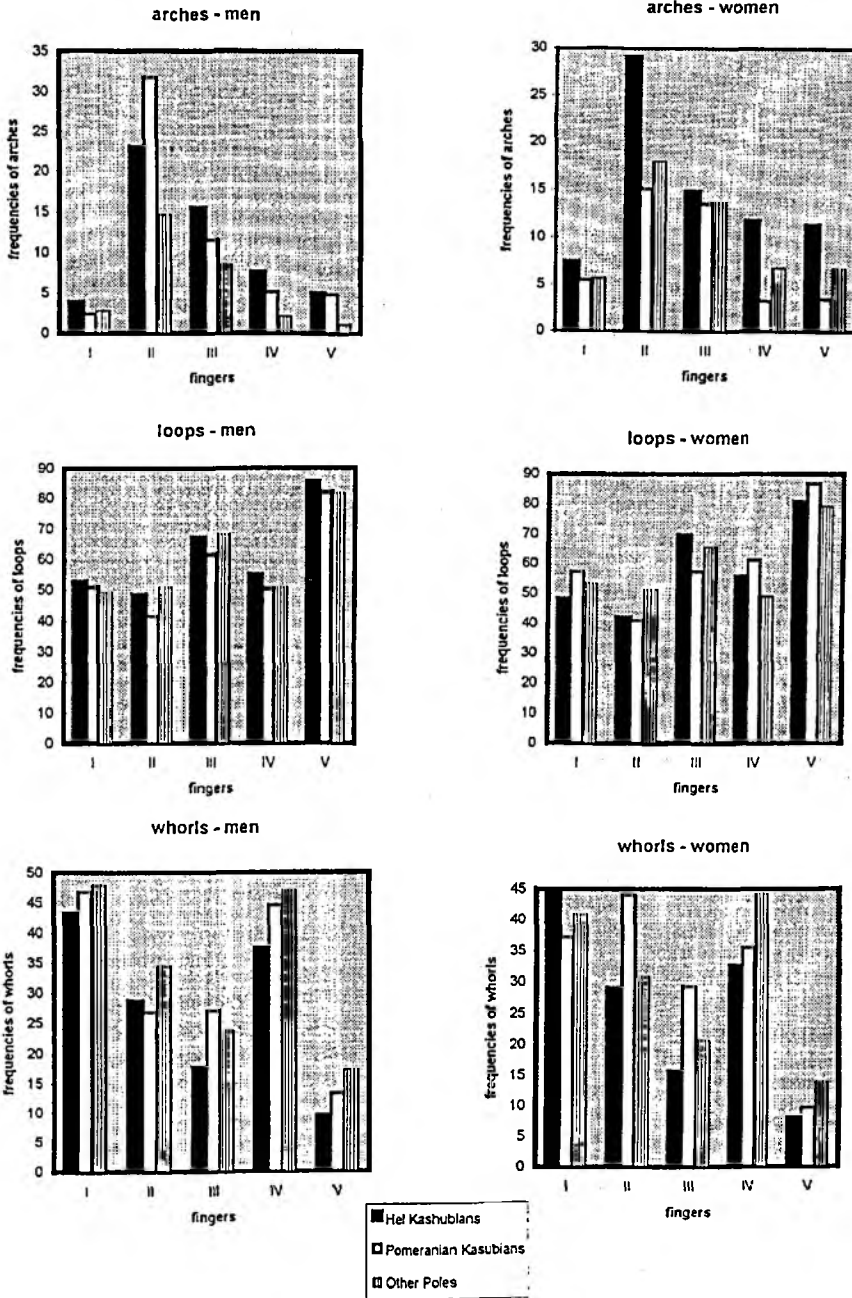 arches - men
35
30
25
20
15
10
5
0
frequencies of arches
I II III IV V
fingers
arches - women
30
25
20
15
10
5
0
frequencies of arches
I II III IV V
fingers
loops - men
90
80
70
60
50
40
30
20
10
0
frequencies of loops
I II III IV V
fingers
loops - women
90
80
70
60
50
40
30
20
10
0
frequencies of loops
I II III IV V
fingers
whorls - men
50
45
40
35
30
25
20
15
10
5
0
frequencies of whorls
I II III IV V
fingers
whorls - women
45
40
35
30
25
20
15
10
5
0
frequencies of whorls
I II III IV V
fingers
Hel Kashubians
Pomeranian Kasubians
Other Poles